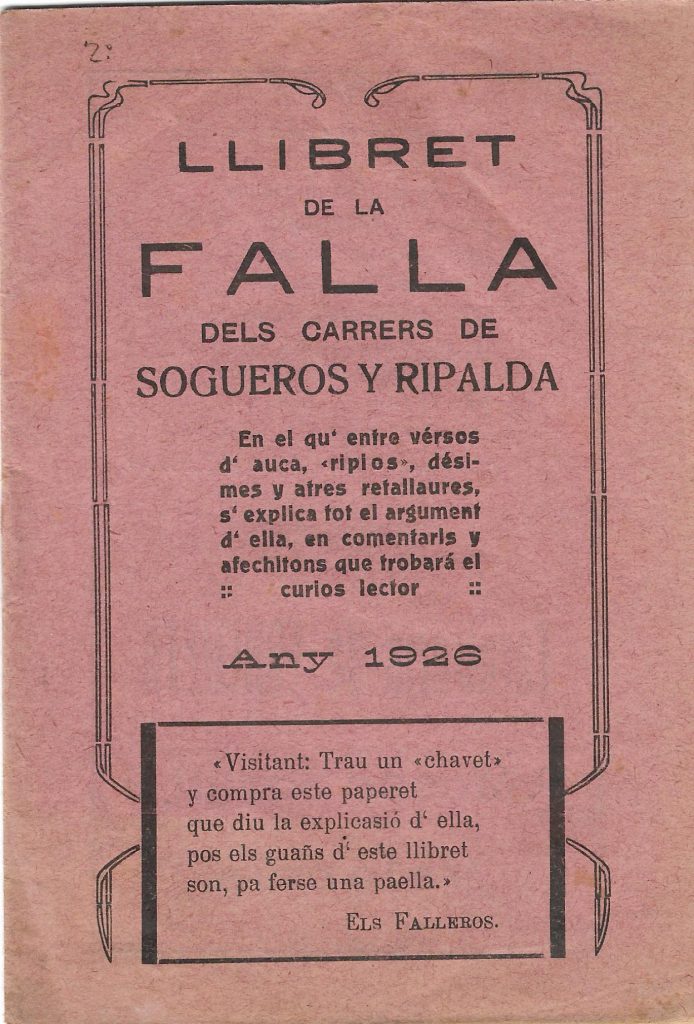 2.
LLIBRET
DE LA
FALLA
DELS CARRERS DE
SOGUEROS Y RIPALDA
En el qu‘ entre vérsos
d‘ auca, «ripios», dési-
mes y atres retallaures,
s‘ explica tot el argument
d‘ ella, en comentaris y
afechitons que trobará el
:: curios lector ::
Any 1926
«Visitant: Trau un «chavet»
y compra este paperet
que diu la explicasió d‘ ella,
pos els guañs d‘ este llibret
son, pa ferse una paella.»
ELS FALLEROS.